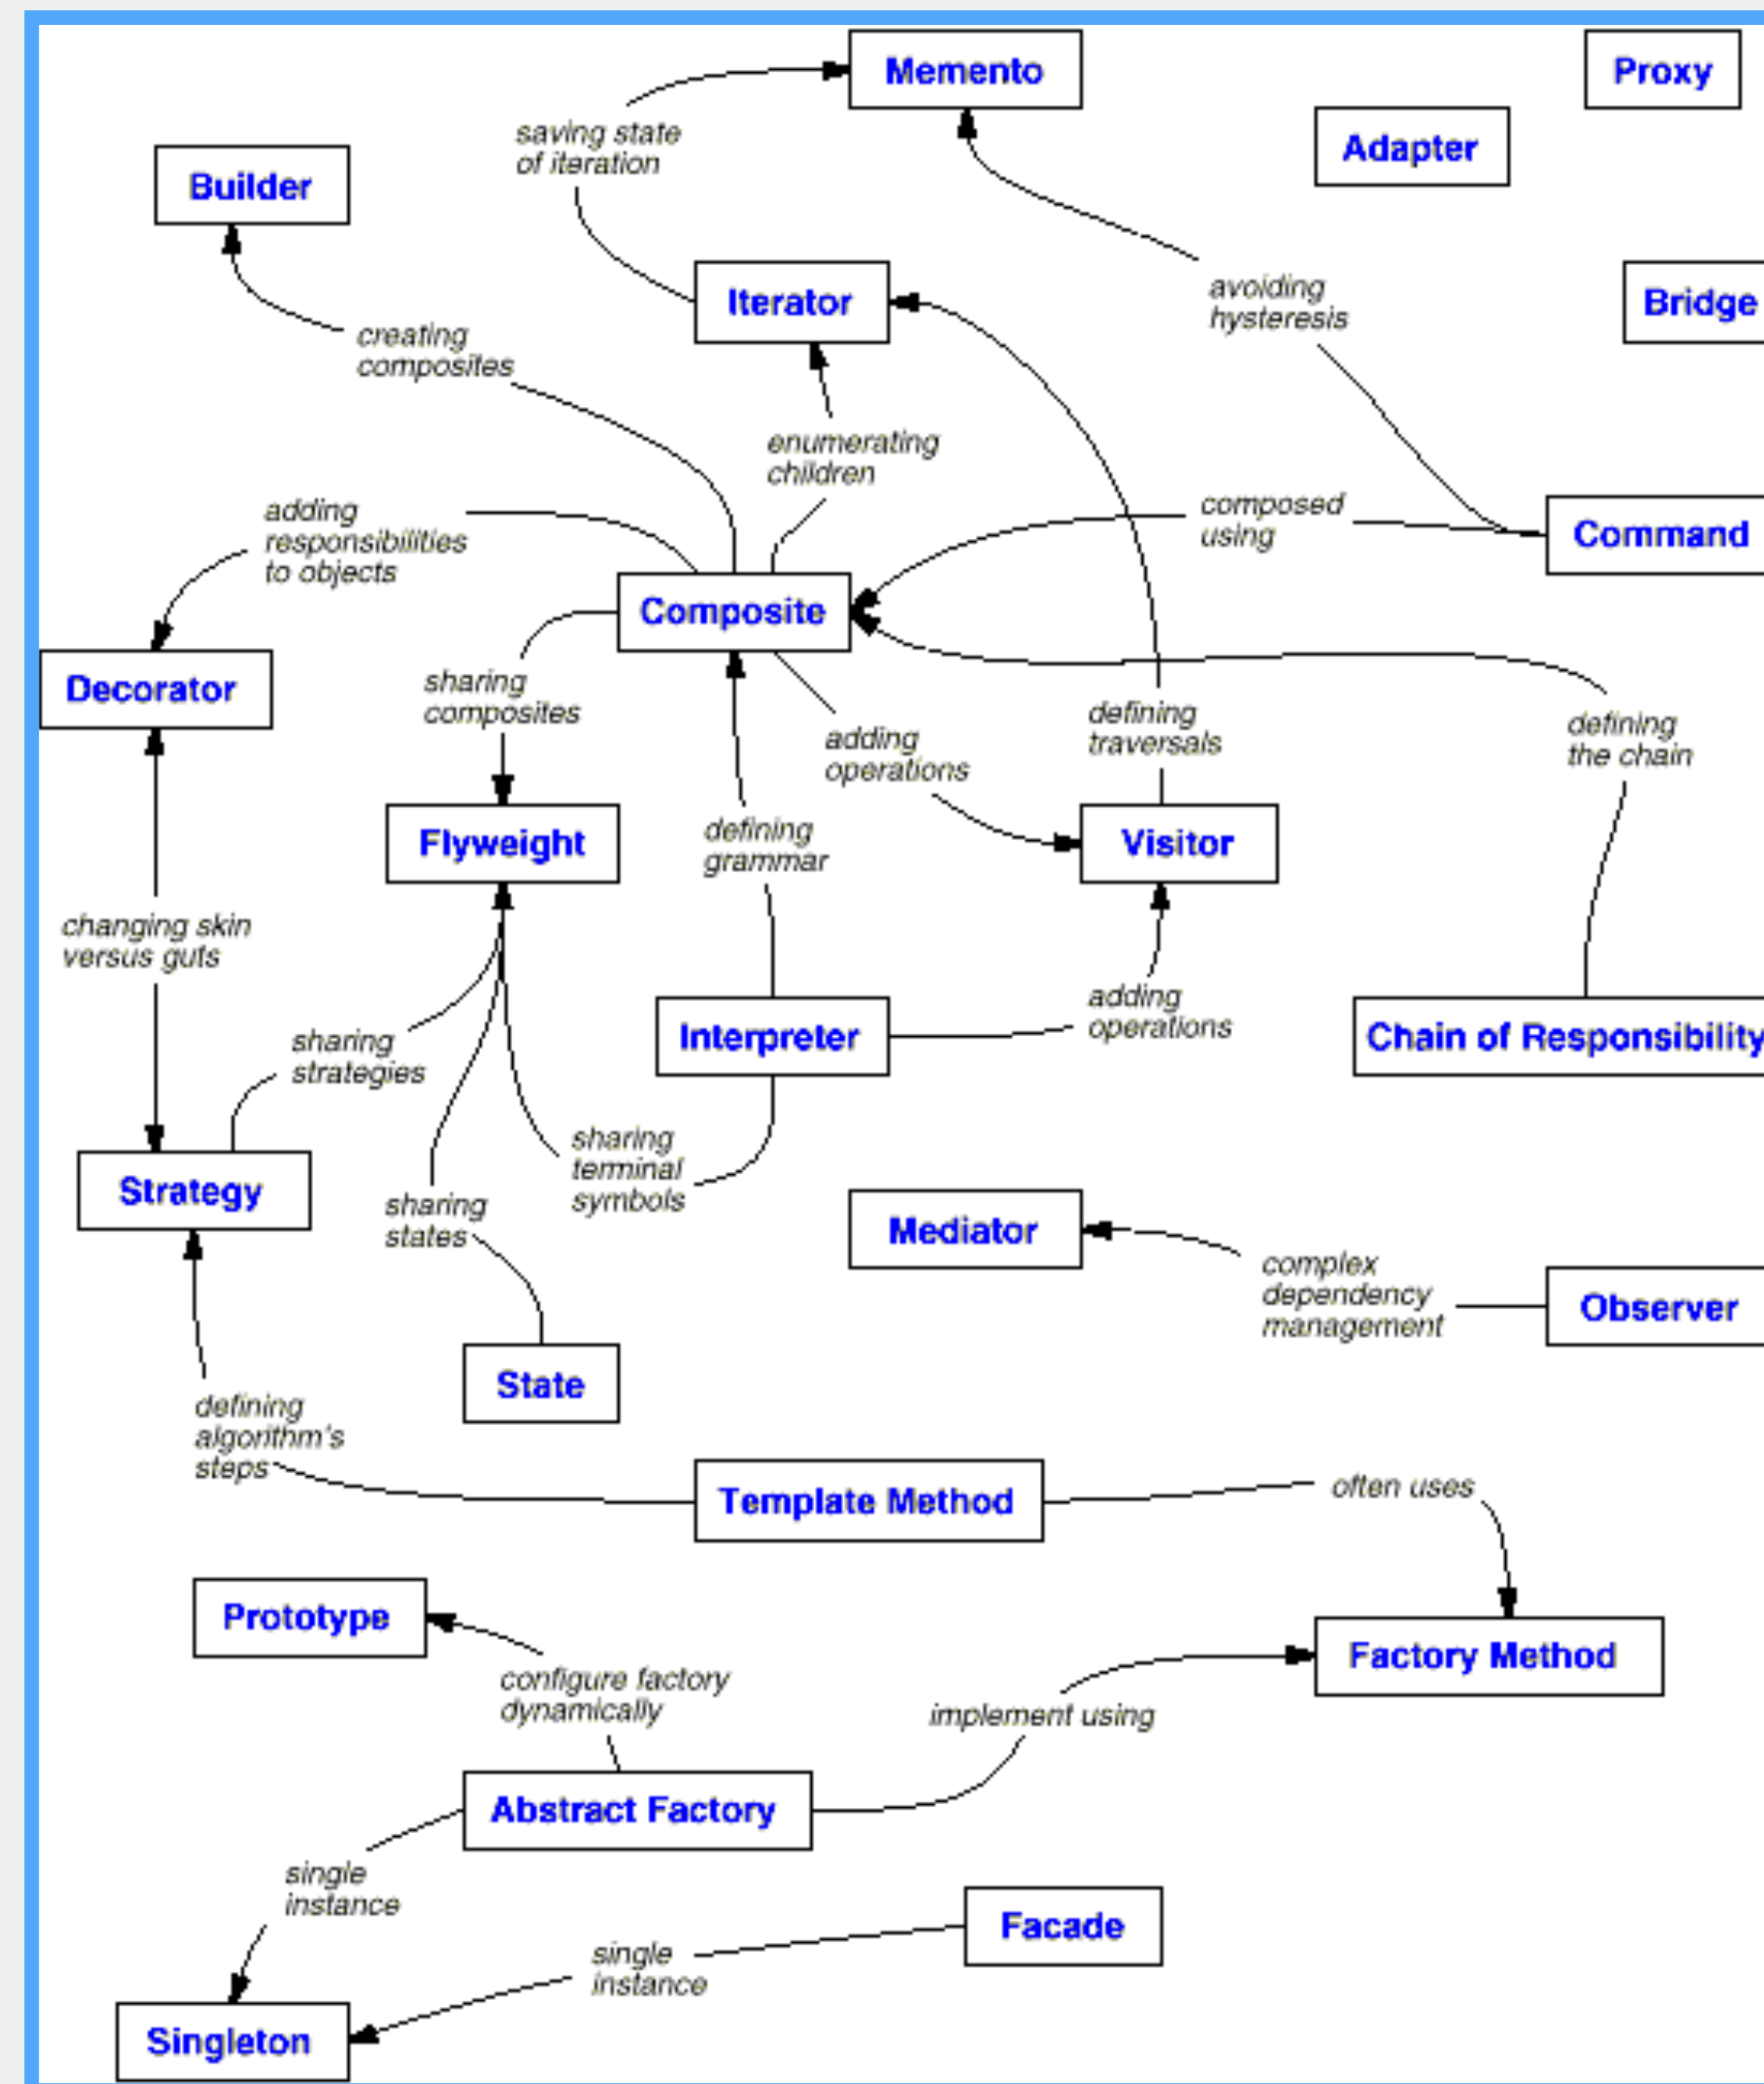 Memento
Proxy
Adapter
saving state
of iteration
Builder
Iterator
avoiding
hysteresis
Bridge
creating
composites
enumerating
children
adding
responsibilities
to objects
composed
using
Command
Composite
Decorator
sharing
composites
adding
operations
defining
traversals
defining
the chain
Flyweight
defining
grammar
Visitor
changing skin
versus guts
sharing
strategies
Interpreter
adding
operations
Chain of Responsibility
sharing
terminal
symbols
Strategy
sharing
states
Mediator
complex
dependency
management
Observer
State
defining
algorithm's
steps
Template Method
often uses
Prototype
Factory Method
configure factory
dynamically
implement using
Abstract Factory
single
instance
Facade
single
instance
Singleton